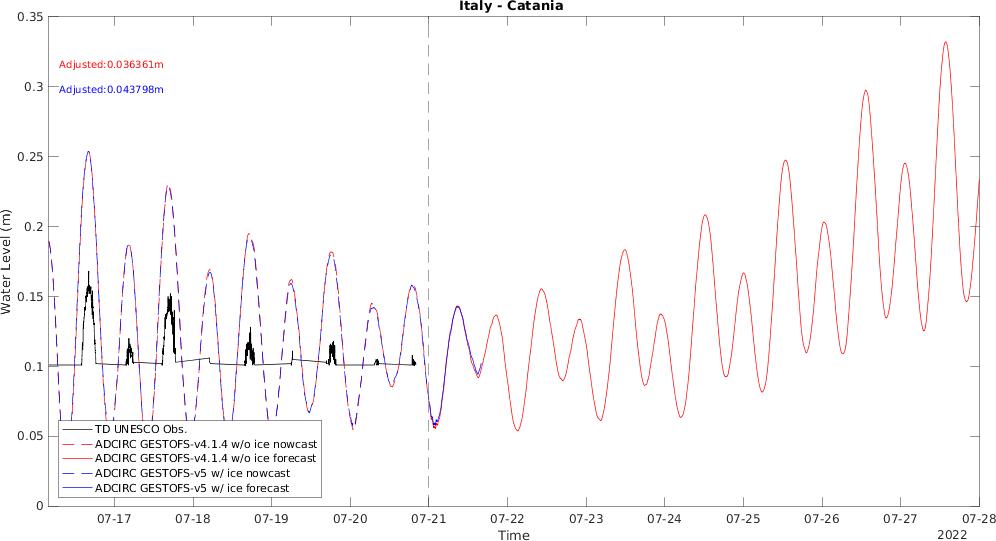 Italy - Catania
0.35
0.3
0.25
0.2
0.15
0.1
0.05
0
Water Level (m)
Adjusted:0.036361m
Adjusted:0.043798m
TD UNESCO Obs.
ADCIRC GESTOFS-v4.1.4 w/o ice nowcast
ADCIRC GESTOFS-v4.1.4 w/o ice forecast
ADCIRC GESTOFS-v5 w/ ice nowcast
ADCIRC GESTOFS-v5 w/ ice forecast
07-17 07-18 07-19 07-20 07-21 07-22 07-23 07-24 07-25 07-26 07-27 07-28
Time
2022